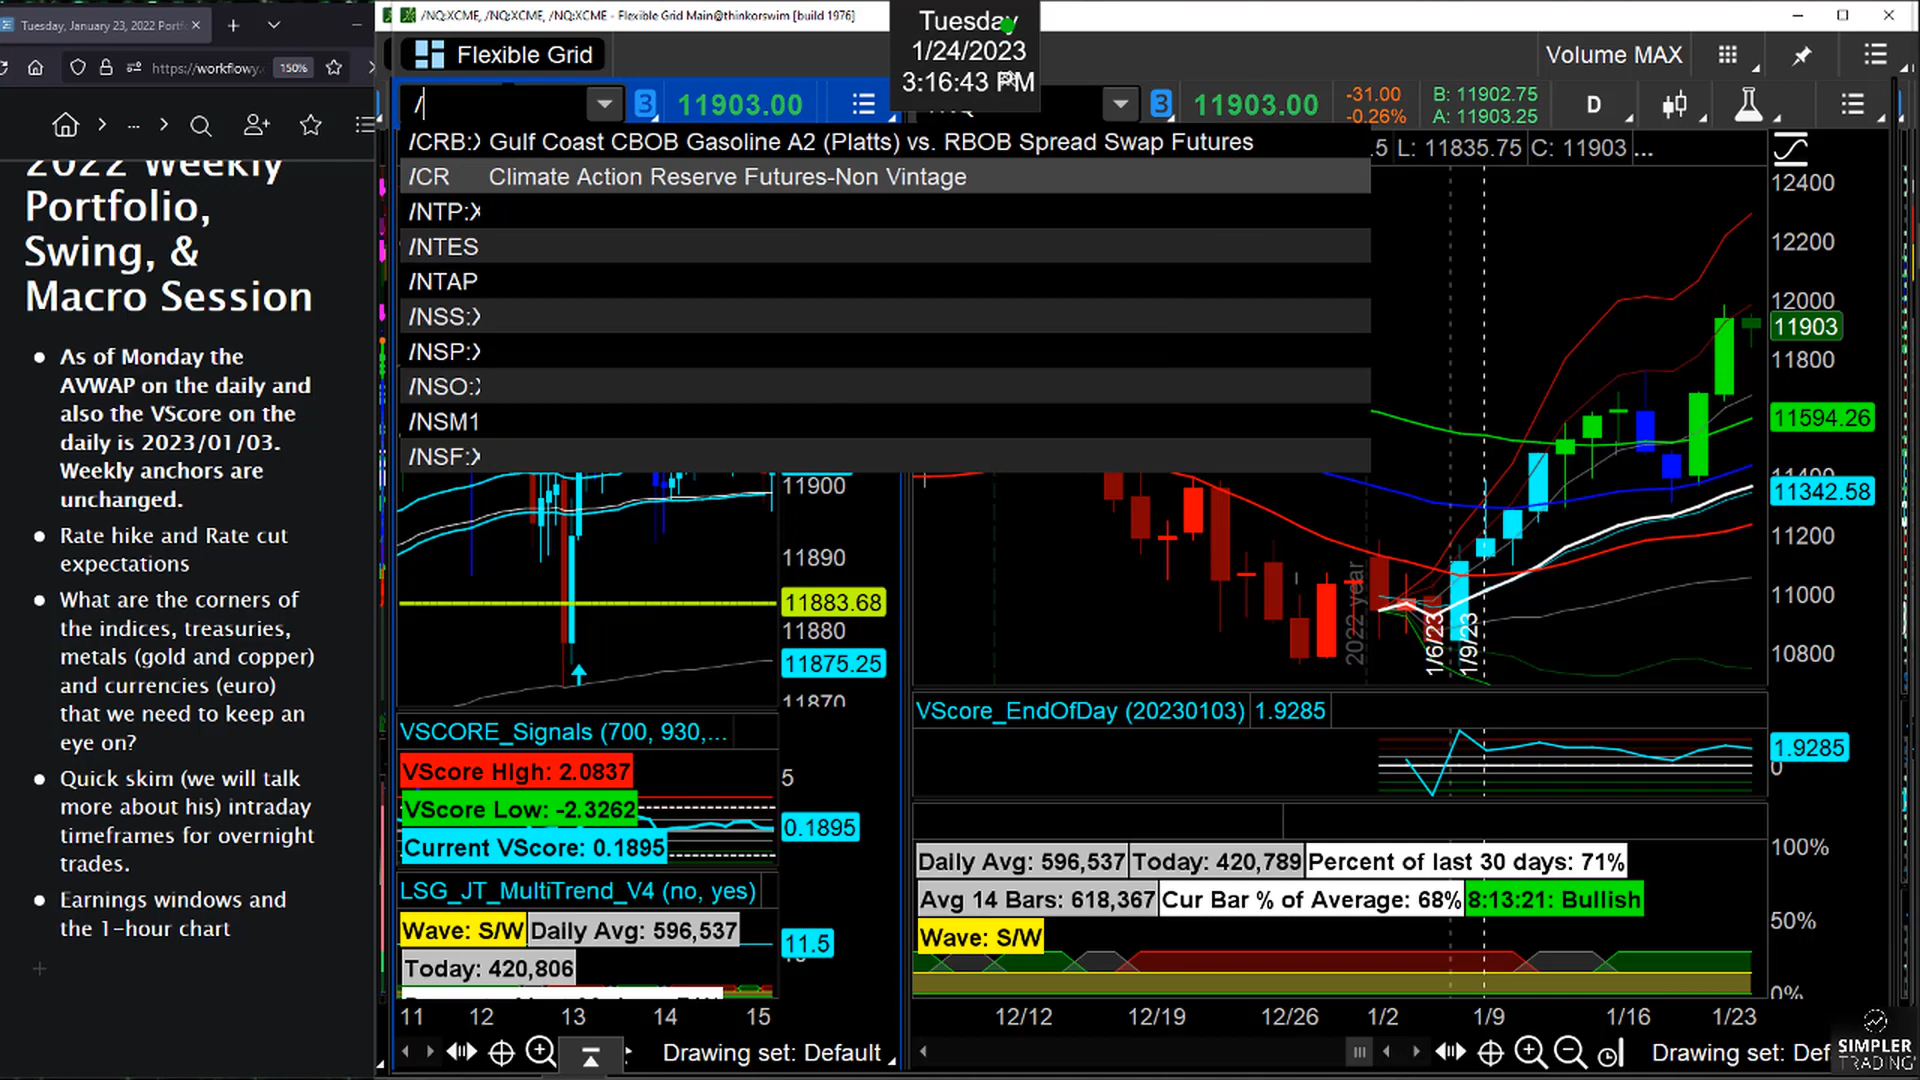 Tuesday, January 23, 2022 Portf
/NQ:XCME, /NQ:XCME, /NQ:XCME - Flexible Grid Main@thinkorswim [build 1976]
Tuesday
1/24/2023
3:16:43 PM
https://workflowy.
150%
Flexible Grid
Volume MAX
/
3
11903.00
3
11903.00
-31.00
-0.26%
B: 11902.75
A: 11903.25
D
...
2022 Weekly
Portfolio,
Swing, &
Macro Session
As of Monday the
AVWAP on the daily and
also the VScore on the
daily is 2023/01/03.
Weekly anchors are
unchanged.
Rate hike and Rate cut
expectations
What are the corners of
the indices, treasuries,
metals (gold and copper)
and currencies (euro)
that we need to keep an
eye on?
Quick skim (we will talk
more about his) intraday
timeframes for overnight
trades.
Earnings windows and
the 1-hour chart
/CRB:X Gulf Coast CBOB Gasoline A2 (Platts) vs. RBOB Spread Swap Futures
/CR Climate Action Reserve Futures-Non Vintage
/NTP:X
/NTES
/NTAP
/NSS:X
/NSP:X
/NSO:X
/NSM1
/NSF:X
.5 L: 11835.75 C: 11903 ...
12400
12200
12000
11903
11800
11594.26
11400
11342.58
11200
11000
10800
2022 year
1/6/23
1/9/23
11900
11890
11883.68
11880
11875.25
11870
VSCORE_Signals (700, 930,...
VScore HIgh: 2.0837
VScore Low: -2.3262
Current VScore: 0.1895
5
0.1895
LSG_JT_MultiTrend_V4 (no, yes)
Wave: S/W Daily Avg: 596,537
Today: 420,806
11.5
11 12 13 14 15
Drawing set: Default
VScore_EndOfDay (20230103) 1.9285
1.9285
0
Daily Avg: 596,537 Today: 420,789 Percent of last 30 days: 71%
Avg 14 Bars: 618,367 Cur Bar % of Average: 68% 8:13:21: Bullish
Wave: S/W
100%
50%
0%
12/12 12/19 12/26 1/2 1/9 1/16 1/23
Drawing set: Def
SIMPLER
TRADING